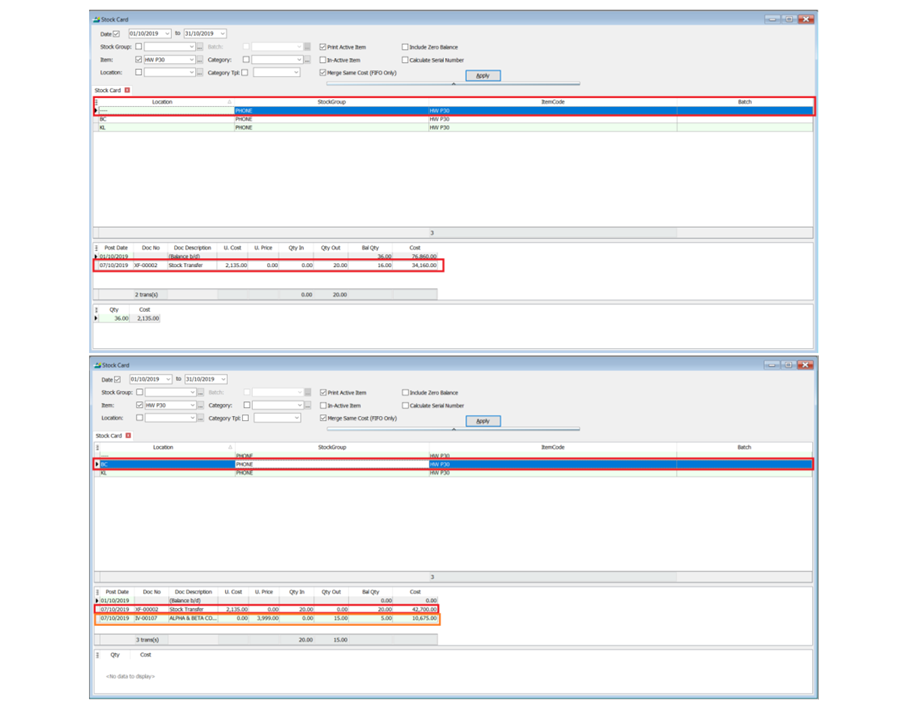 Stock Card
Date 01/10/2019 to 31/10/2019
Stock Group: Batch: Print Active Item Include Zero Balance
Item: HW P30 Category: In-Active Item Calculate Serial Number
Location: Category Tpl: Merge Same Cost (FIFO Only) Apply
Stock Card
Location StockGroup ItemCode Batch
---- PHONE HW P30
BC PHONE HW P30
KL PHONE HW P30
3
Post Date Doc No Doc Description U. Cost U. Price Qty In Qty Out Bal Qty Cost
01/10/2019 (Balance b/d) 36.00 76,860.00
07/10/2019 XF-00002 Stock Transfer 2,135.00 0.00 0.00 20.00 16.00 34,160.00
2 trans(s) 0.00 20.00
Qty Cost
36.00 2,135.00
Stock Card
Date 01/10/2019 to 31/10/2019
Stock Group: Batch: Print Active Item Include Zero Balance
Item: HW P30 Category: In-Active Item Calculate Serial Number
Location: Category Tpl: Merge Same Cost (FIFO Only) Apply
Stock Card
Location StockGroup ItemCode Batch
---- PHONE HW P30
BC PHONE HW P30
KL PHONE HW P30
3
Post Date Doc No Doc Description U. Cost U. Price Qty In Qty Out Bal Qty Cost
01/10/2019 (Balance b/d) 0.00 0.00
07/10/2019 XF-00002 Stock Transfer 2,135.00 0.00 20.00 0.00 20.00 42,700.00
07/10/2019 IV-00107 ALPHA & BETA CO... 0.00 3,999.00 0.00 15.00 5.00 10,675.00
3 trans(s) 20.00 15.00
Qty Cost
<No data to display>